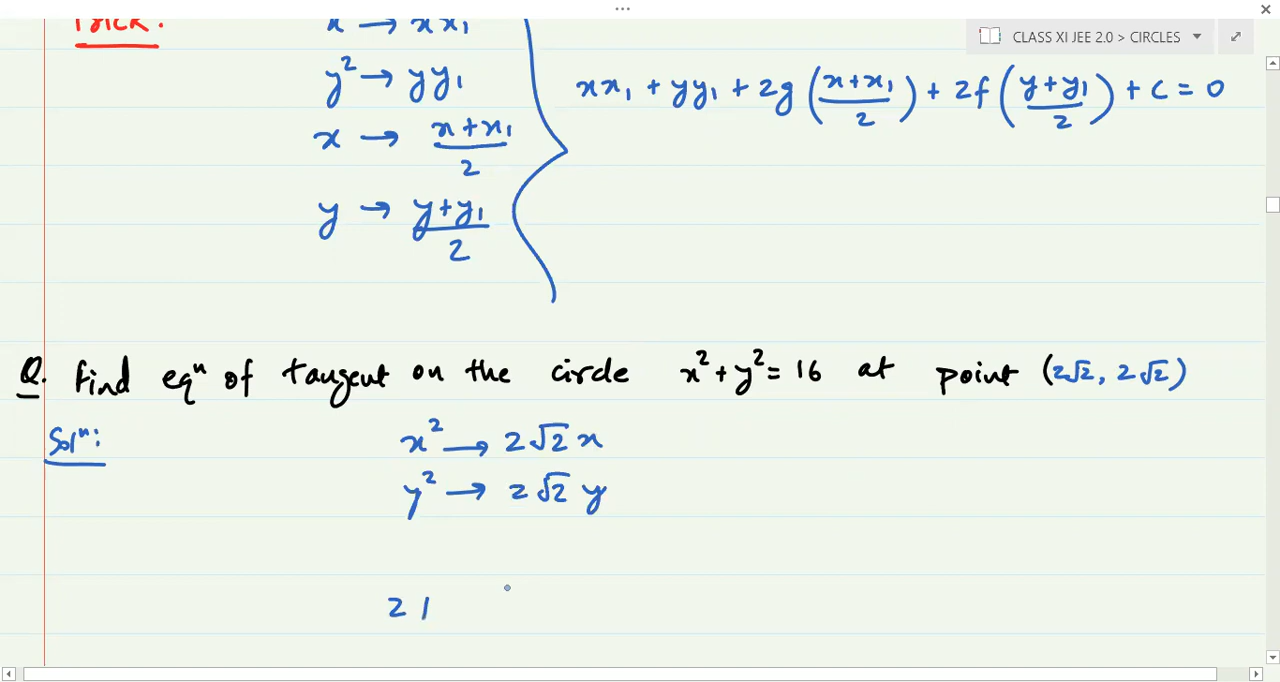 ...
CLASS XI JEE 2.0 > CIRCLES
Trick:
x → xx₁
y² → yy₁
x → (x+x₁)/2
y → (y+y₁)/2
xx₁ + yy₁ + 2g ((x+x₁)/2) + 2f ((y+y₁)/2) + c = 0
Q. Find eqⁿ of tangent on the circle x² + y² = 16 at point (2√2, 2√2)
Solⁿ:
x² → 2√2 x
y² → 2√2 y
2 1